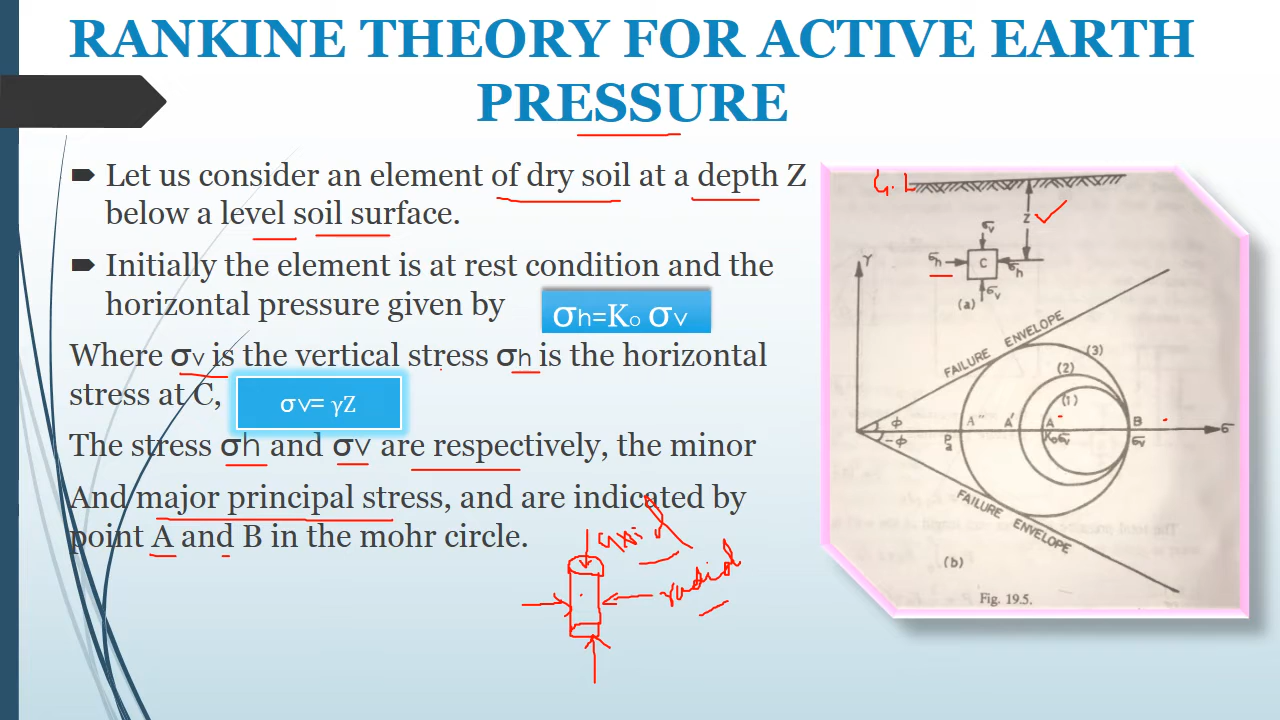 RANKINE THEORY FOR ACTIVE EARTH
PRESSURE
Let us consider an element of dry soil at a depth Z
below a level soil surface.
Initially the element is at rest condition and the
horizontal pressure given by
σh=Ko σv
Where σv is the vertical stress σh is the horizontal
stress at C,
σv= γZ
The stress σh and σv are respectively, the minor
And major principal stress, and are indicated by
point A and B in the mohr circle.
axial
radial
G.L
Z
σv
σh
C
σh
σv
(a)
τ
FAILURE ENVELOPE
(3)
(2)
(1)
ϕ
-ϕ
A"
A'
A
B
Pa
K₀σv
σv
σ
FAILURE ENVELOPE
(b)
Fig. 19.5.